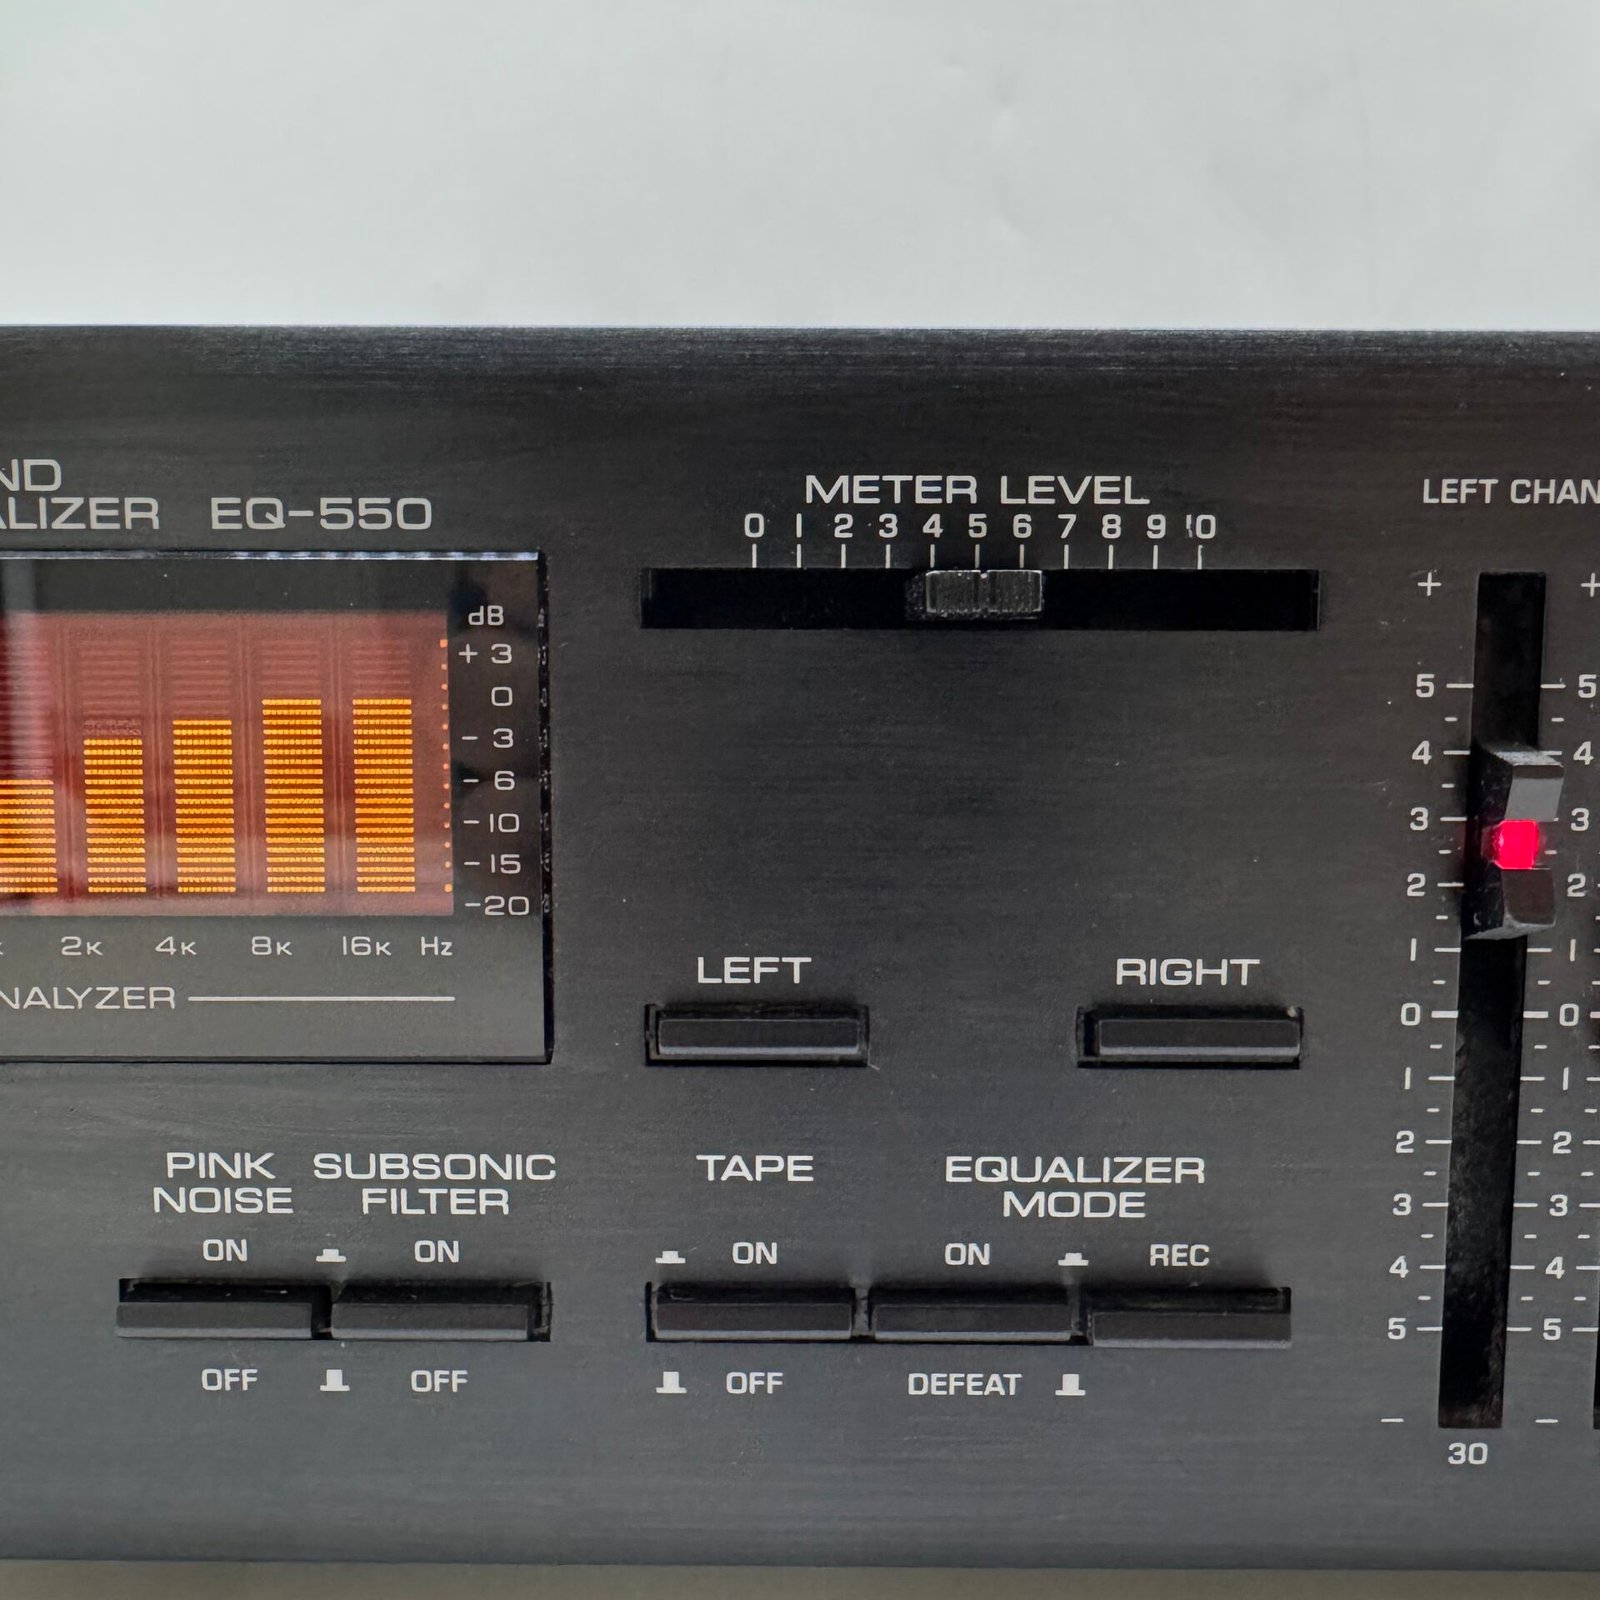 ND
ALIZER EQ-550
dB
+ 3
0
- 3
- 6
- 10
- 15
- 20
2K 4K 8K 16K Hz
NALYZER
METER LEVEL
0 1 2 3 4 5 6 7 8 9 10
LEFT RIGHT
PINK NOISE
ON
OFF
SUBSONIC FILTER
ON
OFF
TAPE
ON
OFF
EQUALIZER MODE
ON REC
DEFEAT
LEFT CHAN
+ +
5 5
4 4
3 3
2 2
1 1
0 0
1 1
2 2
3 3
4 4
5 5
- -
30